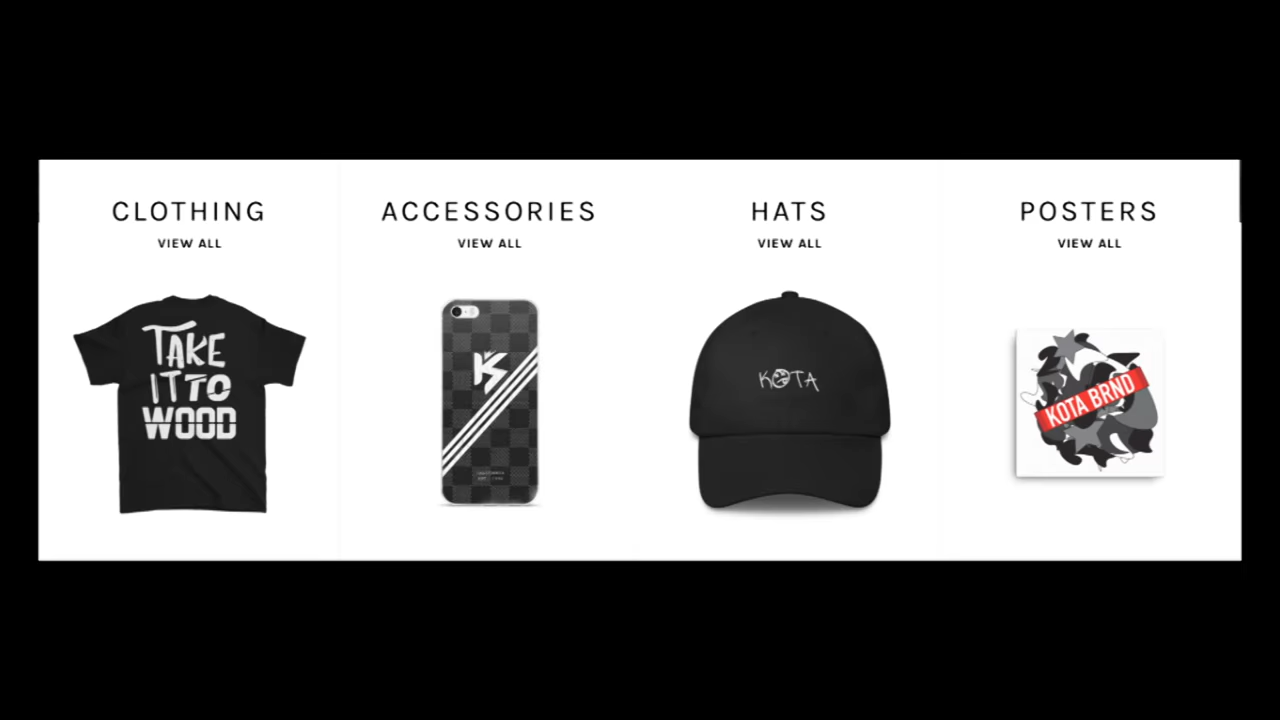 CLOTHING
VIEW ALL
TAKE
IT TO
WOOD
ACCESSORIES
VIEW ALL
HATS
VIEW ALL
KOTA
POSTERS
VIEW ALL
KOTA BRND